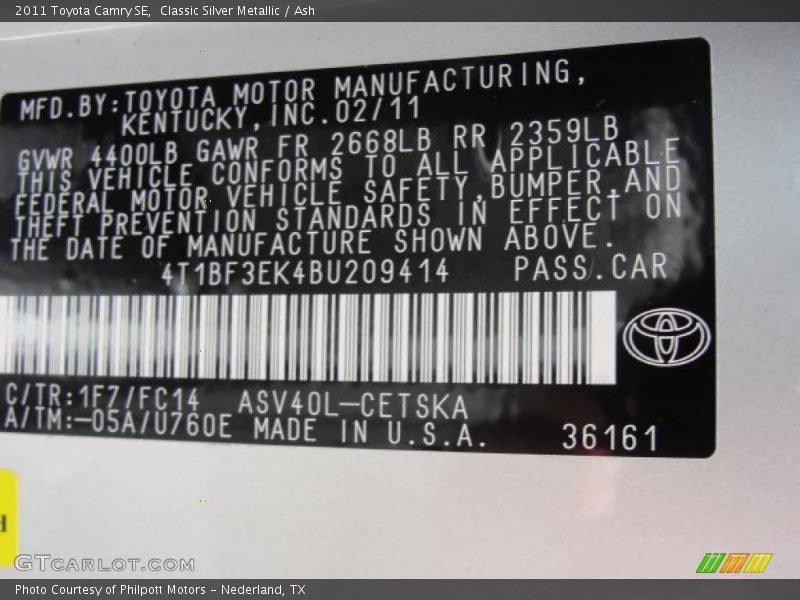 2011 Toyota Camry SE, Classic Silver Metallic / Ash
MFD.BY:TOYOTA MOTOR MANUFACTURING,
KENTUCKY,INC.02/11
GVWR 4400LB GAWR FR 2668LB RR 2359LB
THIS VEHICLE CONFORMS TO ALL APPLICABLE
FEDERAL MOTOR VEHICLE SAFETY,BUMPER,AND
THEFT PREVENTION STANDARDS IN EFFECT ON
THE DATE OF MANUFACTURE SHOWN ABOVE.
4T1BF3EK4BU209414 PASS.CAR
C/TR:1F7/FC14 ASV40L-CETSKA
A/TM:-05A/U760E MADE IN U.S.A. 36161
GTCARLOT.COM
Photo Courtesy of Philpott Motors - Nederland, TX